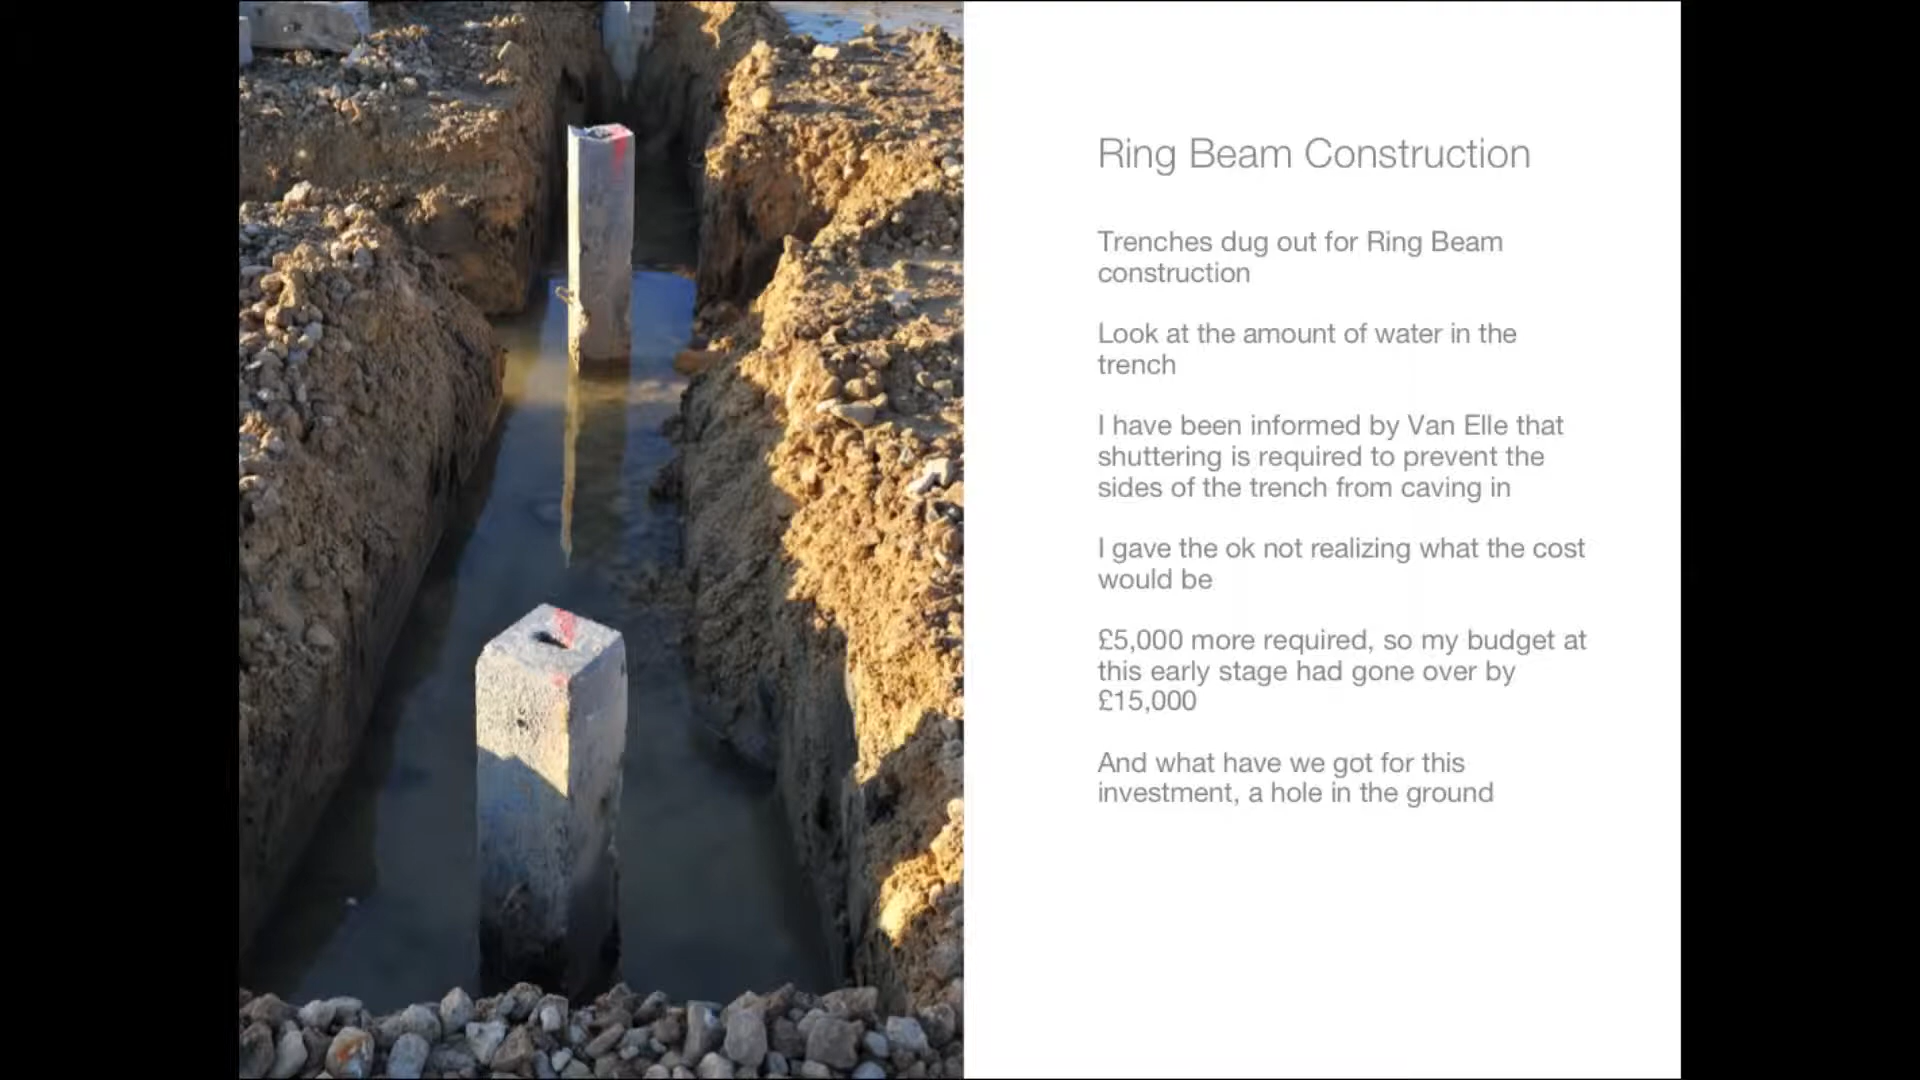 Ring Beam Construction
Trenches dug out for Ring Beam
construction
Look at the amount of water in the
trench
I have been informed by Van Elle that
shuttering is required to prevent the
sides of the trench from caving in
I gave the ok not realizing what the cost
would be
£5,000 more required, so my budget at
this early stage had gone over by
£15,000
And what have we got for this
investment, a hole in the ground